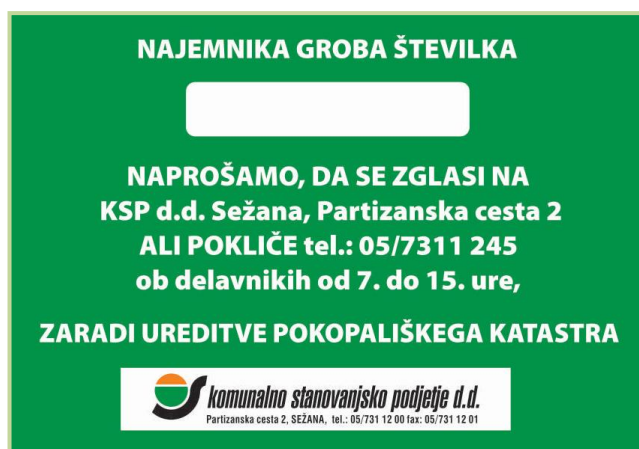 NAJEMNIKA GROBA ŠTEVILKA
NAPROŠAMO, DA SE ZGLASI NA
KSP d.d. Sežana, Partizanska cesta 2
ALI POKLIČE tel.: 05/7311 245
ob delavnikih od 7. do 15. ure,
ZARADI UREDITVE POKOPALIŠKEGA KATASTRA
komunalno stanovanjsko podjetje d.d.
Partizanska cesta 2, SEŽANA, tel.: 05/731 12 00 fax: 05/731 12 01